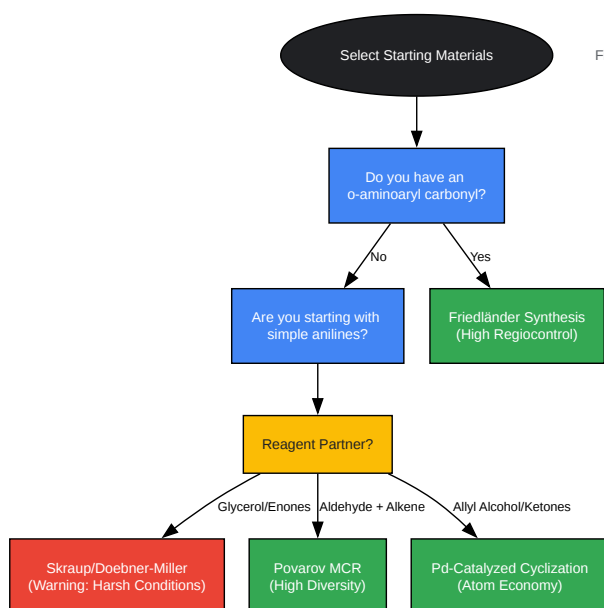 Select Starting Materials
F
Do you have an
o-aminoaryl carbonyl?
No
Yes
Are you starting with
simple anilines?
Friedländer Synthesis
(High Regiocontrol)
Reagent Partner?
Glycerol/Enones
Aldehyde + Alkene
Allyl Alcohol/Ketones
Skraup/Doebner-Miller
(Warning: Harsh Conditions)
Povarov MCR
(High Diversity)
Pd-Catalyzed Cyclization
(Atom Economy)